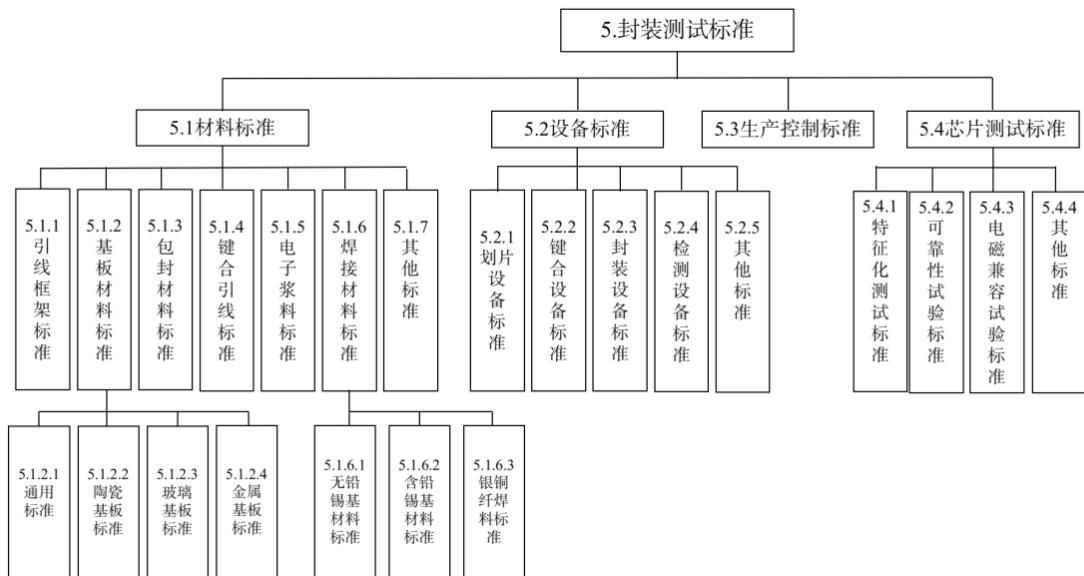 5.封装测试标准
5.1材料标准
5.2设备标准
5.3生产控制标准
5.4芯片测试标准
5.1.1
引线框架标准
5.1.2
基板材料标准
5.1.3
包封材料标准
5.1.4
键合引线标准
5.1.5
电子浆料标准
5.1.6
焊接材料标准
5.1.7
其他标准
5.2.1
划片设备标准
5.2.2
键合设备标准
5.2.3
封装设备标准
5.2.4
检测设备标准
5.2.5
其他标准
5.4.1
特征化测试标准
5.4.2
可靠性试验标准
5.4.3
电磁兼容试验标准
5.4.4
其他标准
5.1.2.1
通用
标准
5.1.2.2
陶瓷
基板
标准
5.1.2.3
玻璃
基板
标准
5.1.2.4
金属
基板
标准
5.1.6.1
无铅
锡基
材料
标准
5.1.6.2
含铅
锡基
材料
标准
5.1.6.3
银铜
纤焊
料标
准